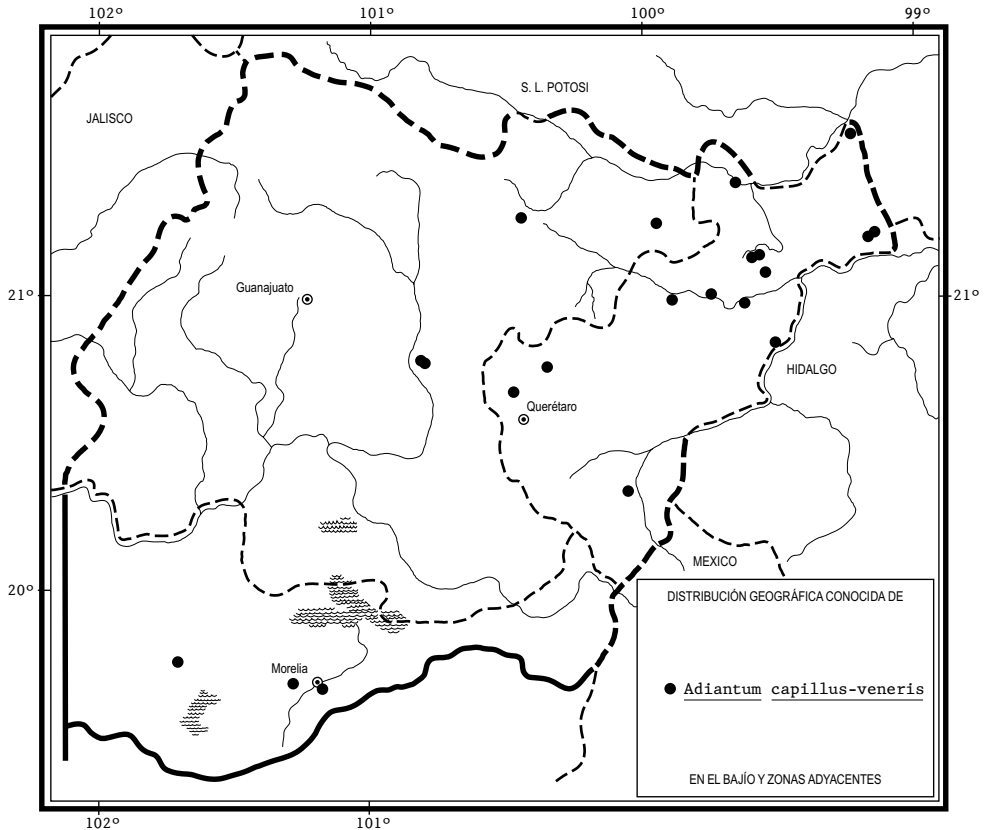 102º 101º 100º 99º
S. L. POTOSI
JALISCO
Guanajuato
21º 21º
HIDALGO
Querétaro
MEXICO
20º
DISTRIBUCIÓN GEOGRÁFICA CONOCIDA DE
Morelia
Adiantum capillus-veneris
EN EL BAJÍO Y ZONAS ADYACENTES
102º 101º